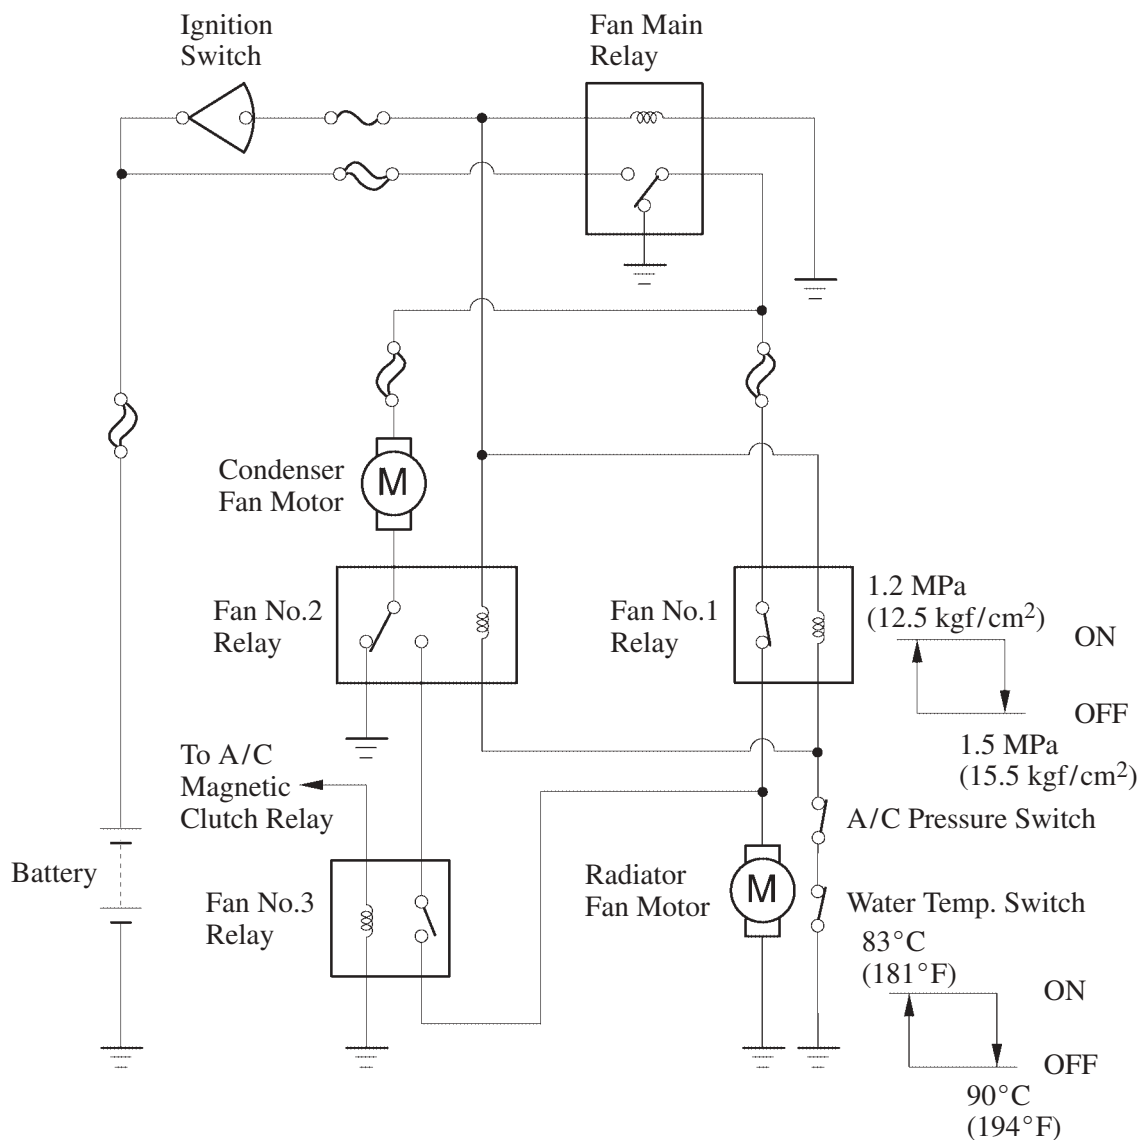 Ignition
Switch
Fan Main
Relay
Condenser
Fan Motor
M
Fan No.2
Relay
Fan No.1
Relay
1.2 MPa
(12.5 kgf/cm²)
ON
OFF
1.5 MPa
(15.5 kgf/cm²)
To A/C
Magnetic
Clutch Relay
A/C Pressure Switch
Battery
Fan No.3
Relay
Radiator
Fan Motor
M
Water Temp. Switch
83°C
(181°F)
ON
OFF
90°C
(194°F)